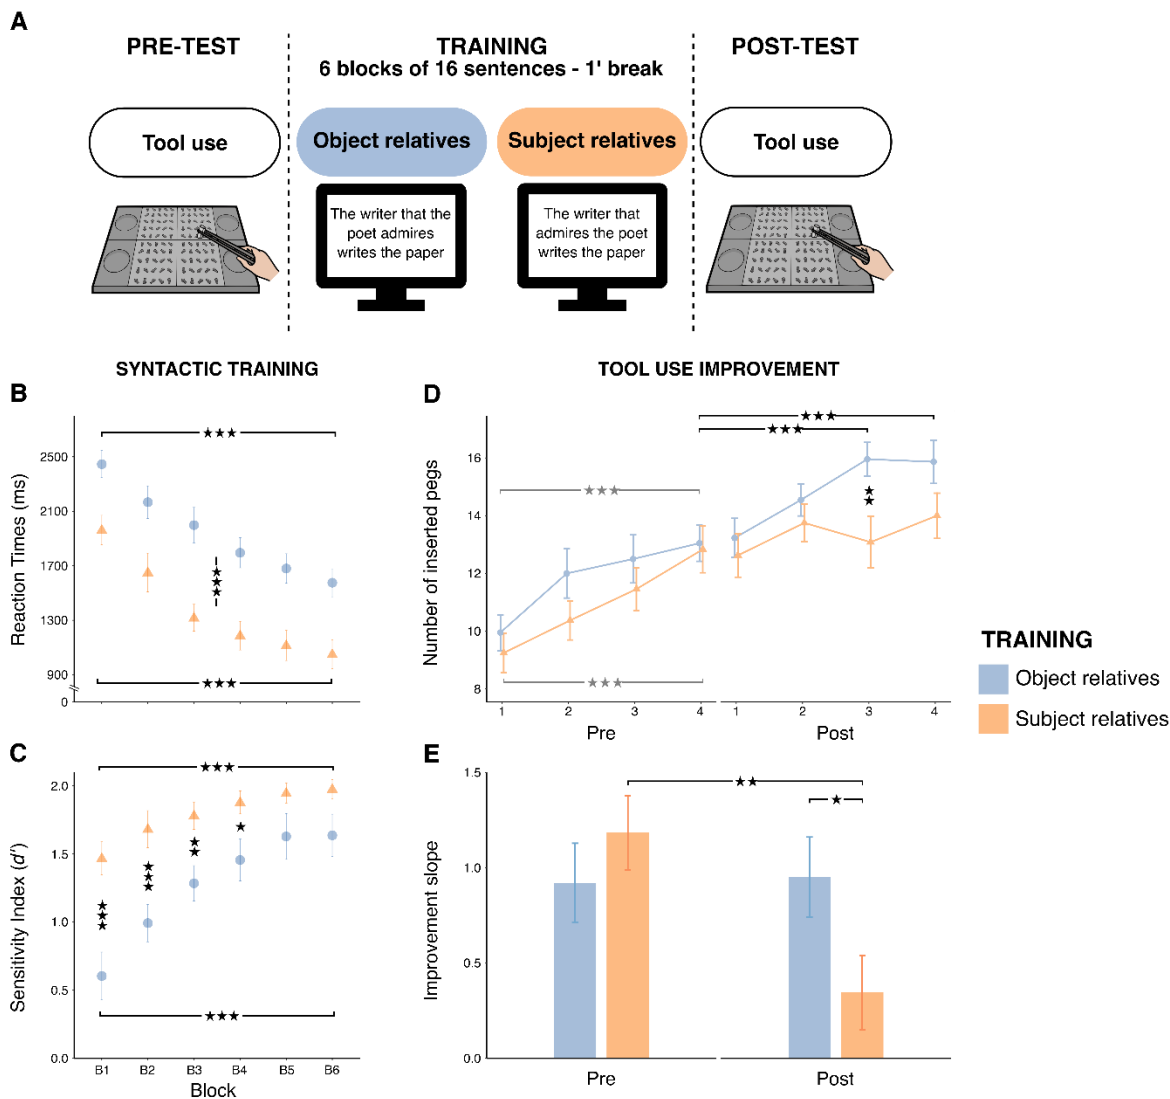 A
PRE-TEST
TRAINING
6 blocks of 16 sentences - 1' break
POST-TEST
Tool use
Object relatives
Subject relatives
Tool use
The writer that the
poet admires
writes the paper
The writer that
admires the poet
writes the paper
SYNTACTIC TRAINING
TOOL USE IMPROVEMENT
B
Reaction Times (ms)
2500
2100
1700
1300
900
0
★★★
★★★
★★★
D
Number of inserted pegs
16
14
12
10
8
★★★
★★★
★★★
★★
★★★
1
2
3
4
1
2
3
4
Pre
Post
TRAINING
Object relatives
Subject relatives
C
Sensitivity Index (d')
2.0
1.5
1.0
0.5
0.0
★★★
★★★
★★★
★★
★
★★★
B1
B2
B3
B4
B5
B6
Block
E
Improvement slope
1.5
1.0
0.5
0.0
★★
★
Pre
Post